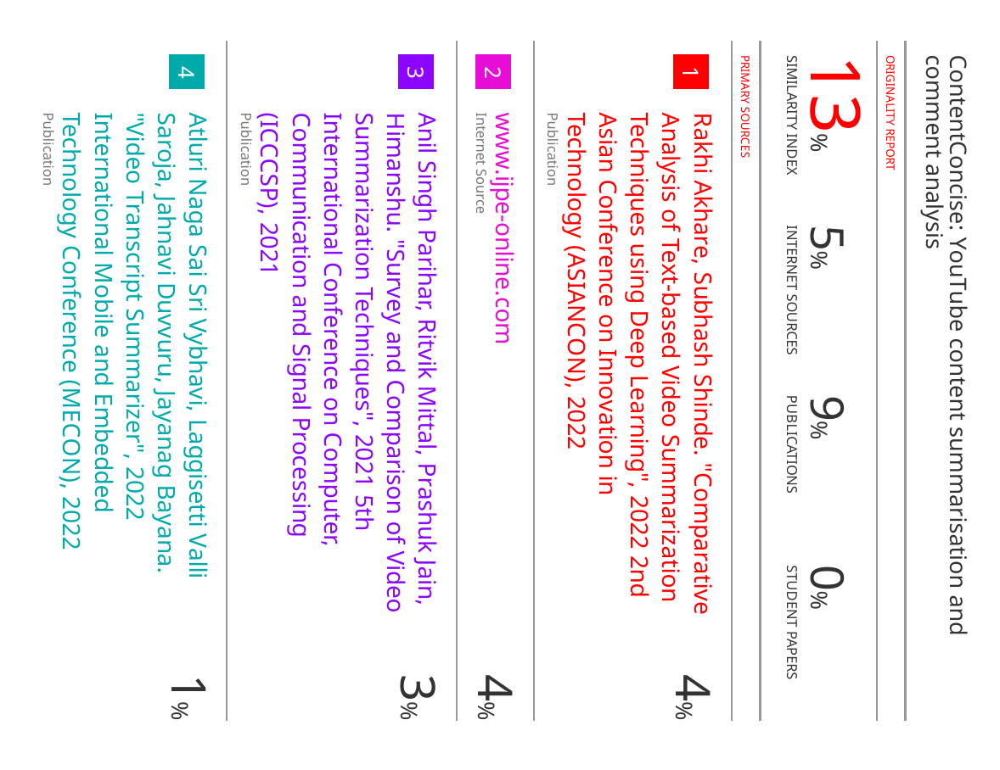 ContentConcise: YouTube content summarisation and
comment analysis
ORIGINALITY REPORT
13% 5% 9% 0%
SIMILARITY INDEX INTERNET SOURCES PUBLICATIONS STUDENT PAPERS
PRIMARY SOURCES
1
Rakhi Akhare, Subhash Shinde. "Comparative
Analysis of Text-based Video Summarization
Techniques using Deep Learning", 2022 2nd
Asian Conference on Innovation in
Technology (ASIANCON), 2022
Publication
4%
2
www.ijpe-online.com
Internet Source
4%
3
Anil Singh Parihar, Ritvik Mittal, Prashuk Jain,
Himanshu. "Survey and Comparison of Video
Summarization Techniques", 2021 5th
International Conference on Computer,
Communication and Signal Processing
(ICCCSP), 2021
Publication
3%
4
Atluri Naga Sai Sri Vybhavi, Laggisetti Valli
Saroja, Jahnavi Duvvuru, Jayanag Bayana.
"Video Transcript Summarizer", 2022
International Mobile and Embedded
Technology Conference (MECON), 2022
Publication
1%